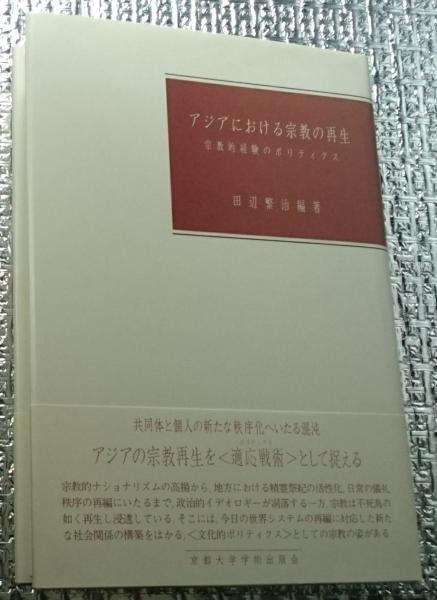 アジアにおける宗教の再生
宗教的経験のポリティクス
田辺繁治編著
共同体と個人の新たな秩序化へいたる混沌
アジアの宗教再生を<適応戦術>として捉える
宗教的ナショナリズムの高揚から、地方における精霊祭祀の活性化、日常の儀礼
秩序の再編にいたるまで、政治的イデオロギーが凋落する一方、宗教は不死鳥の
如く再生し浸透している。そこには、今日の世界システムの再編に対応した新た
な社会関係の構築をはかる、<文化的ポリティクス>としての宗教の姿がある
京都大学学術出版会